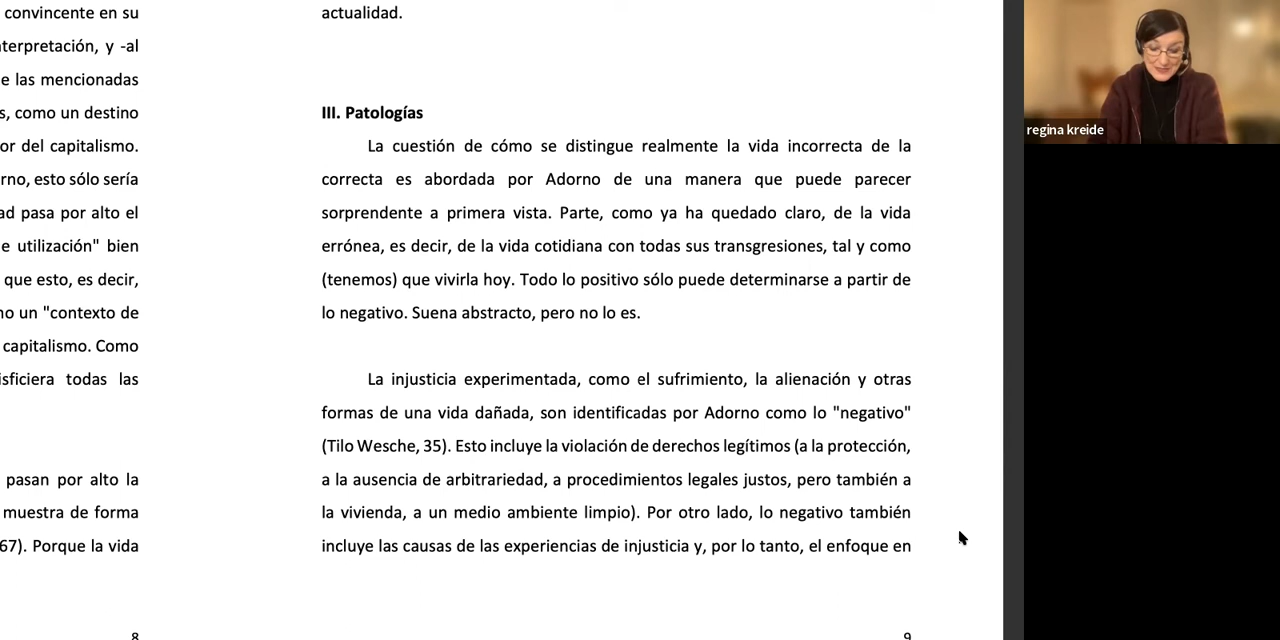 convincente en su
terpretación, y -al
e las mencionadas
s, como un destino
or del capitalismo.
rno, esto sólo sería
ad pasa por alto el
e utilización" bien
que esto, es decir,
no un "contexto de
capitalismo. Como
isficiera todas las
pasan por alto la
muestra de forma
67). Porque la vida
8
actualidad.
III. Patologías
La cuestión de cómo se distingue realmente la vida incorrecta de la
correcta es abordada por Adorno de una manera que puede parecer
sorprendente a primera vista. Parte, como ya ha quedado claro, de la vida
errónea, es decir, de la vida cotidiana con todas sus transgresiones, tal y como
(tenemos) que vivirla hoy. Todo lo positivo sólo puede determinarse a partir de
lo negativo. Suena abstracto, pero no lo es.
La injusticia experimentada, como el sufrimiento, la alienación y otras
formas de una vida dañada, son identificadas por Adorno como lo "negativo"
(Tilo Wesche, 35). Esto incluye la violación de derechos legítimos (a la protección,
a la ausencia de arbitrariedad, a procedimientos legales justos, pero también a
la vivienda, a un medio ambiente limpio). Por otro lado, lo negativo también
incluye las causas de las experiencias de injusticia y, por lo tanto, el enfoque en
9
regina kreide